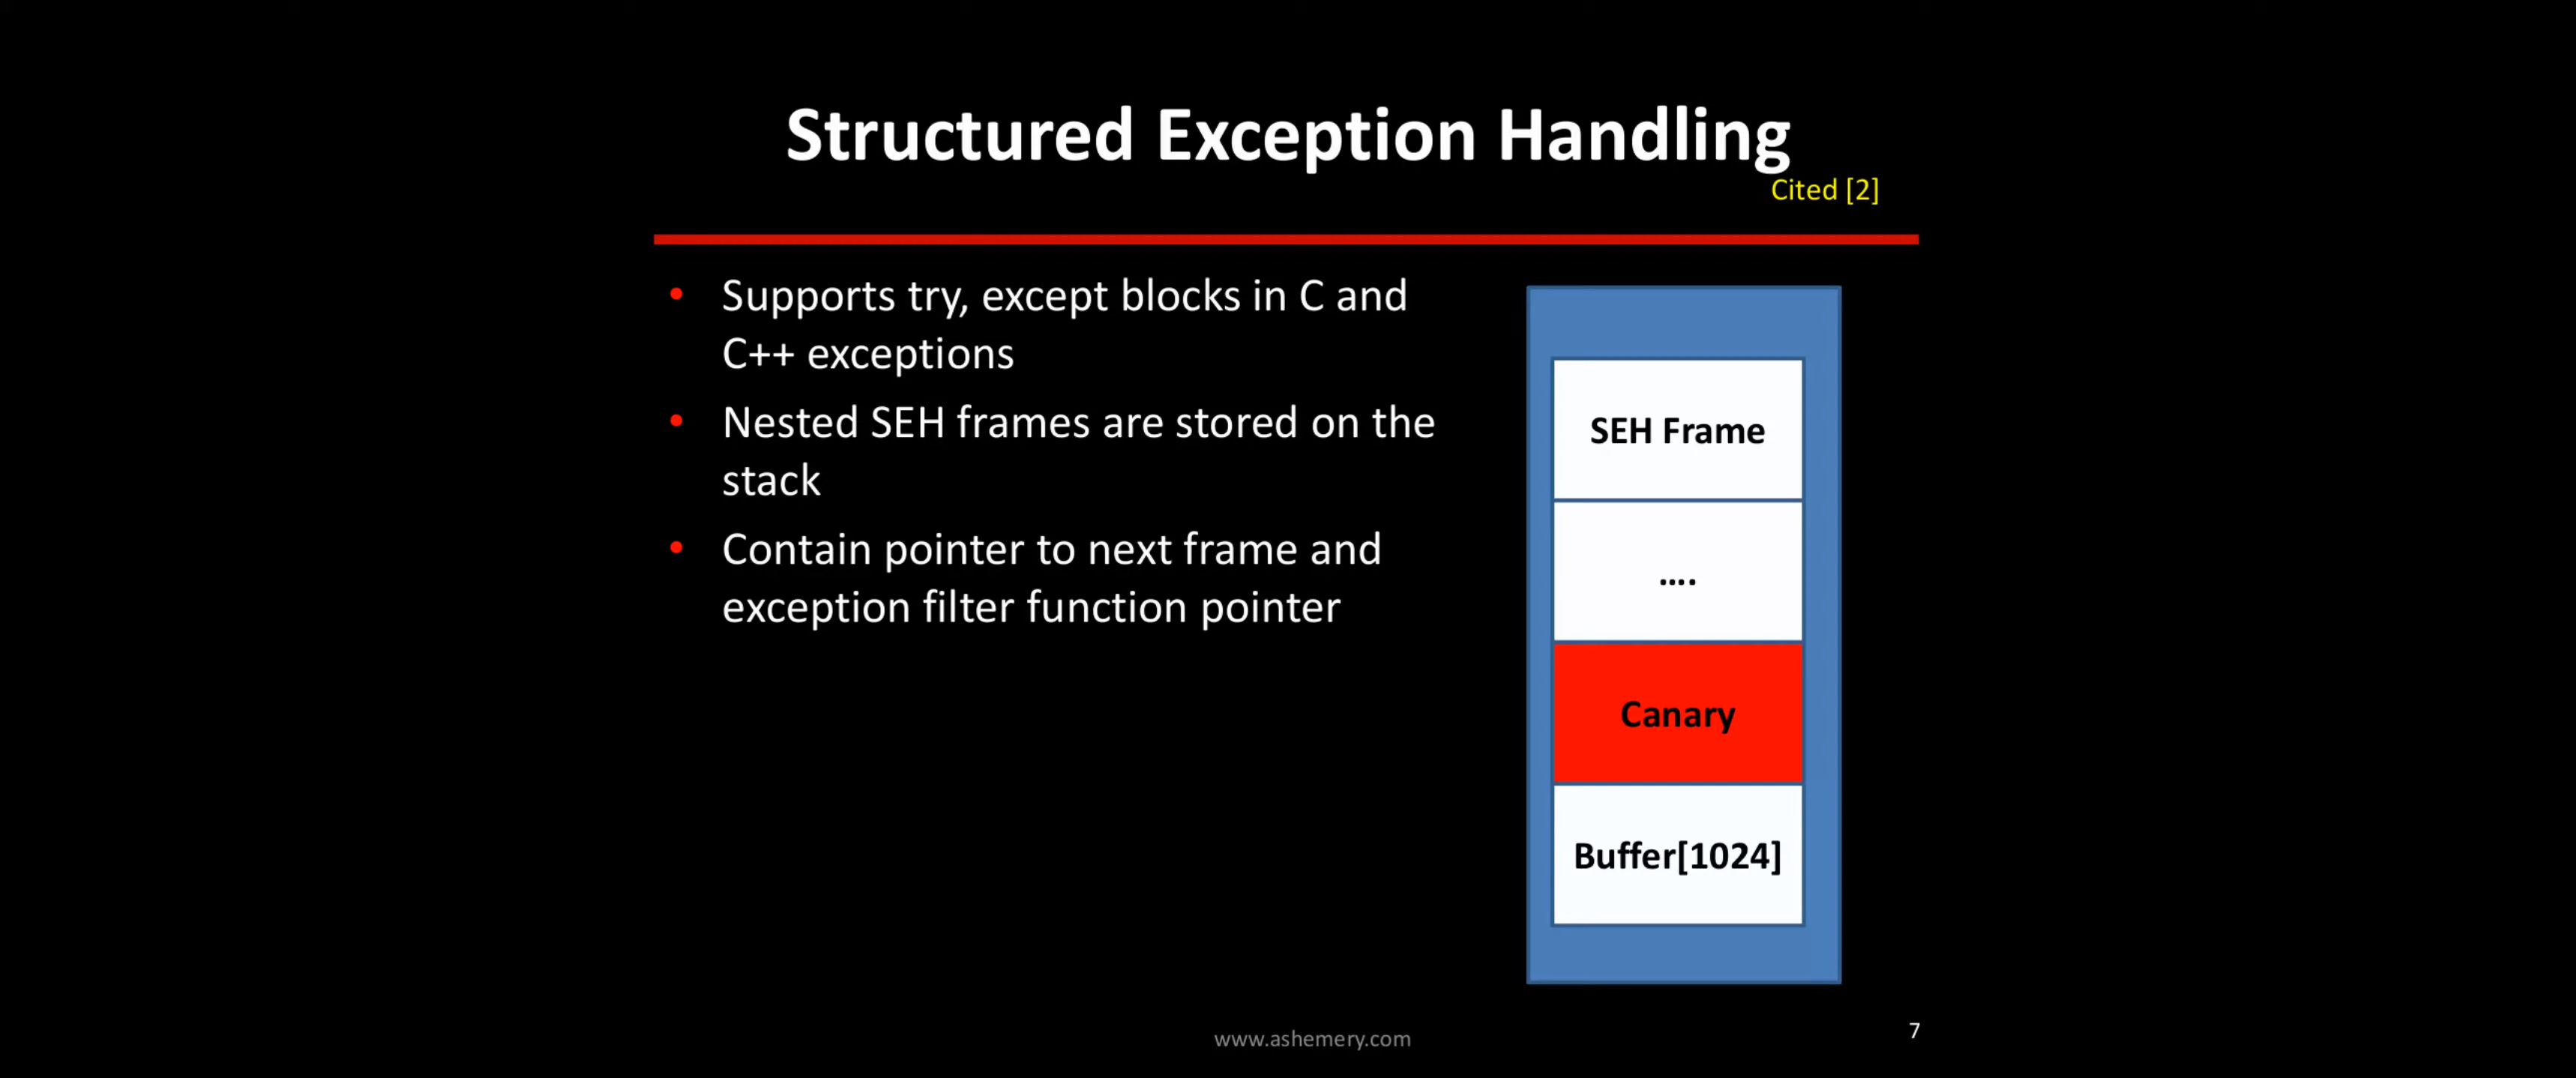 Structured Exception Handling
Cited [2]
• Supports try, except blocks in C and
C++ exceptions
• Nested SEH frames are stored on the
stack
• Contain pointer to next frame and
exception filter function pointer
SEH Frame
....
Canary
Buffer[1024]
www.ashemery.com
7